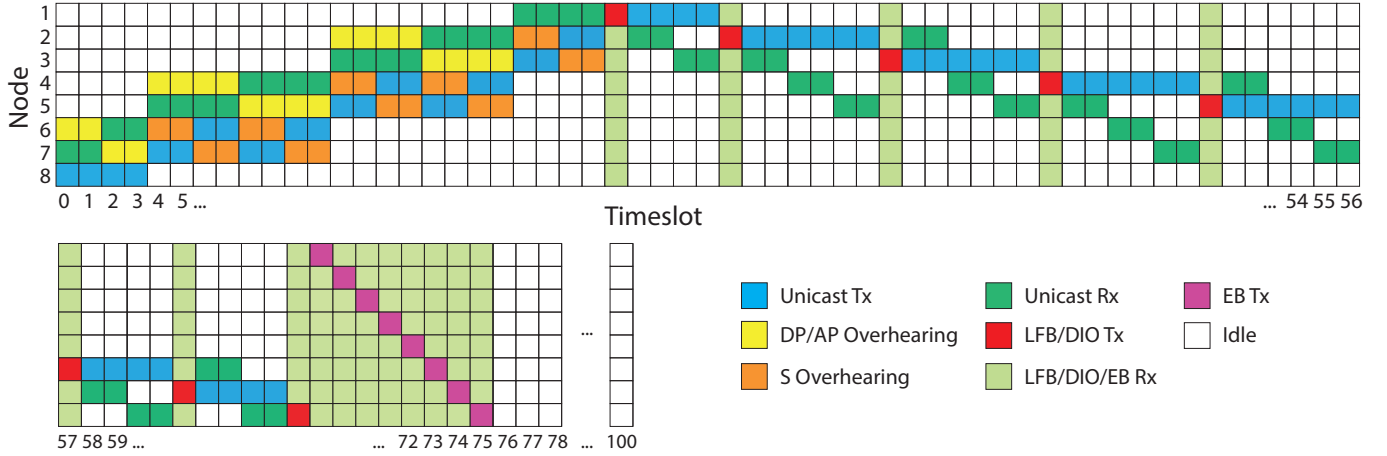 Node
1
2
3
4
5
6
7
8
0 1 2 3 4 5 ... ... 54 55 56
Timeslot
57 58 59 ... ... 72 73 74 75 76 77 78 ... 100
...
Unicast Tx Unicast Rx EB Tx
DP/AP Overhearing LFB/DIO Tx Idle
S Overhearing LFB/DIO/EB Rx